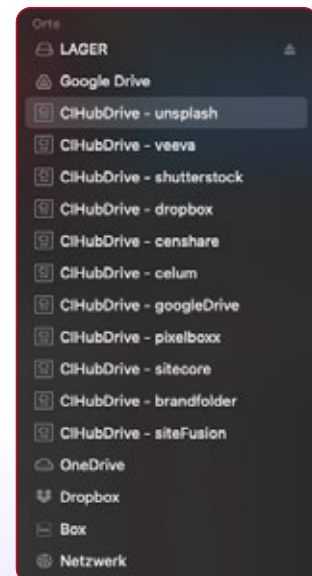 Orte
LAGER
Google Drive
CIHubDrive - unsplash
CIHubDrive - veeva
CIHubDrive - shutterstock
CIHubDrive - dropbox
CIHubDrive - censhare
CIHubDrive - celum
CIHubDrive - googleDrive
CIHubDrive - pixelboxx
CIHubDrive - sitecore
CIHubDrive - brandfolder
CIHubDrive - siteFusion
OneDrive
Dropbox
Box
Netzwerk